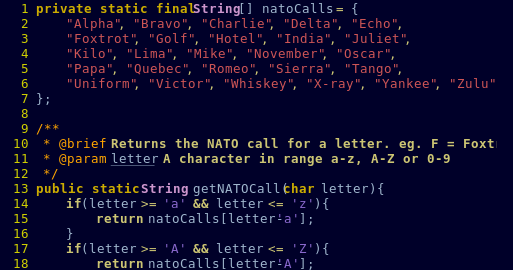 1 private static final String[] natoCalls = {
2 "Alpha", "Bravo", "Charlie", "Delta", "Echo",
3 "Foxtrot", "Golf", "Hotel", "India", "Juliet",
4 "Kilo", "Lima", "Mike", "November", "Oscar",
5 "Papa", "Quebec", "Romeo", "Sierra", "Tango",
6 "Uniform", "Victor", "Whiskey", "X-ray", "Yankee", "Zulu"
7 };
8
9 /**
10 * @brief Returns the NATO call for a letter. eg. F = Foxtr
11 * @param letter A character in range a-z, A-Z or 0-9
12 */
13 public static String getNATOCall(char letter){
14 if(letter >= 'a' && letter <= 'z'){
15 return natoCalls[letter-'a'];
16 }
17 if(letter >= 'A' && letter <= 'Z'){
18 return natoCalls[letter-'A'];